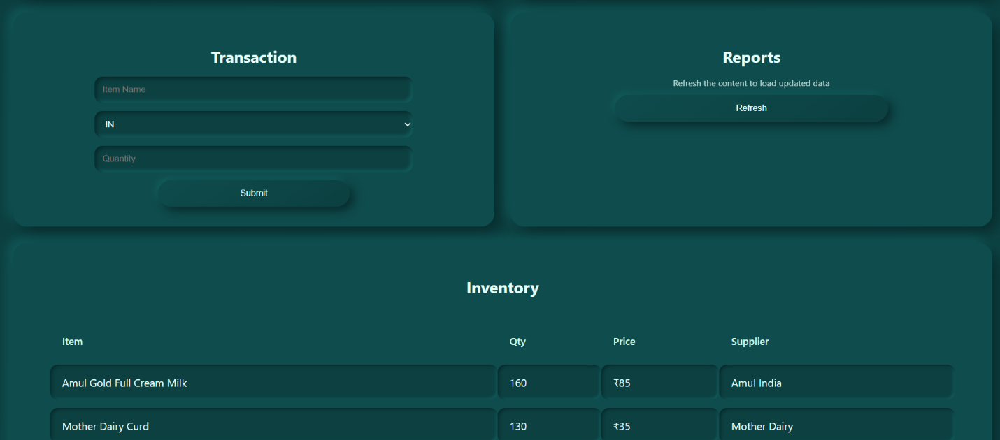 Transaction
Item Name
IN
Quantity
Submit
Reports
Refresh the content to load updated data
Refresh
Inventory
Item Qty Price Supplier
Amul Gold Full Cream Milk 160 ₹85 Amul India
Mother Dairy Curd 130 ₹35 Mother Dairy